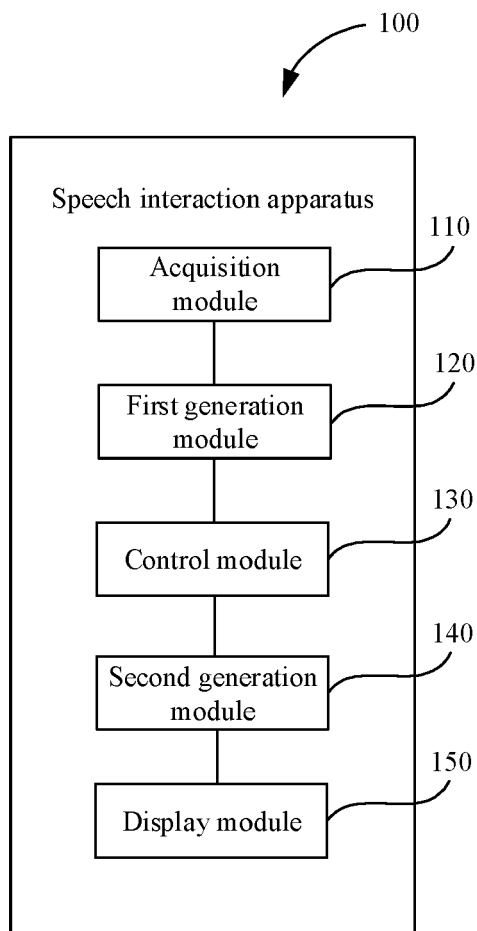 100
Speech interaction apparatus
110
Acquisition
module
120
First generation
module
130
Control module
140
Second generation
module
150
Display module